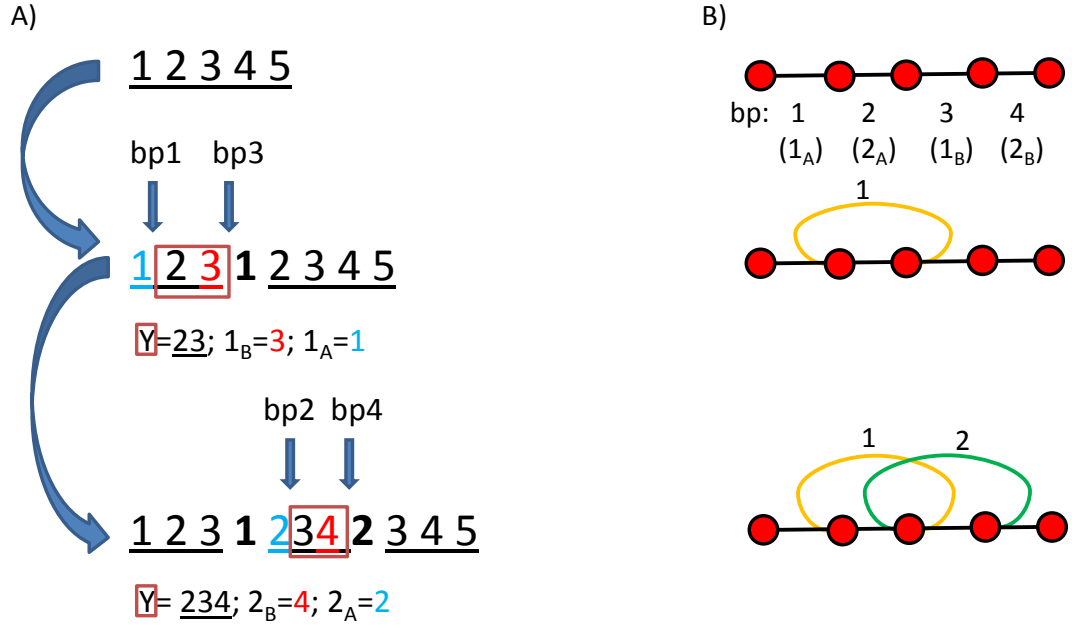 A)
1 2 3 4 5
bp1 bp3
1 2 3 1 2 3 4 5
Y=23; 1B=3; 1A=1
bp2 bp4
1 2 3 1 2 3 4 2 3 4 5
Y= 234; 2B=4; 2A=2
B)
bp: 1 2 3 4
(1A) (2A) (1B) (2B)
1
1 2